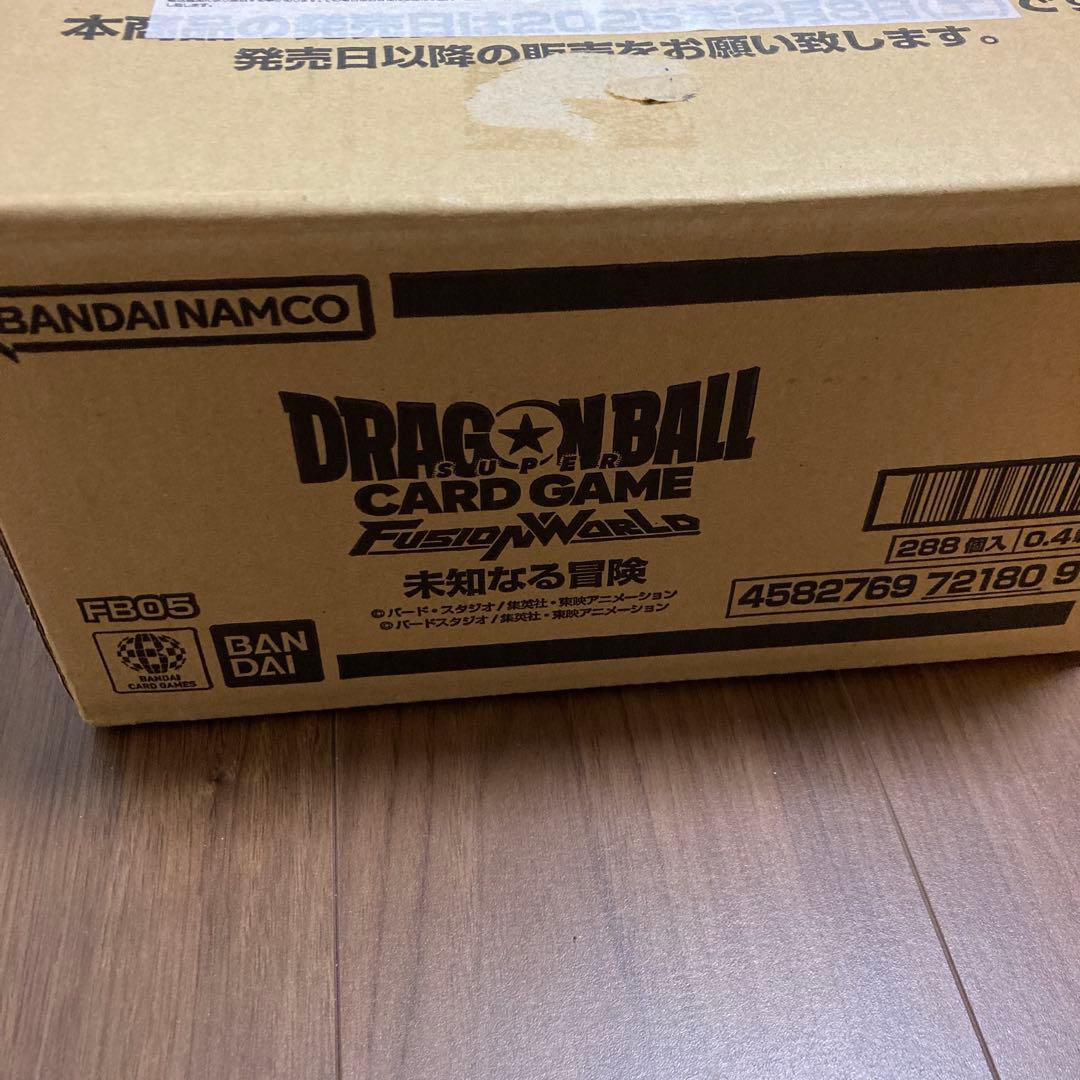 発売日以降の販売をお願い致します。
BANDAI NAMCO
DRAGON BALL
SUPER
CARD GAME
FUSION WORLD
未知なる冒険
©バード・スタジオ/集英社・東映アニメーション
©バードスタジオ/集英社・東映アニメーション
FB05
BANDAI
CARD GAMES
BAN
DAI
288個入
4582769 72180 9